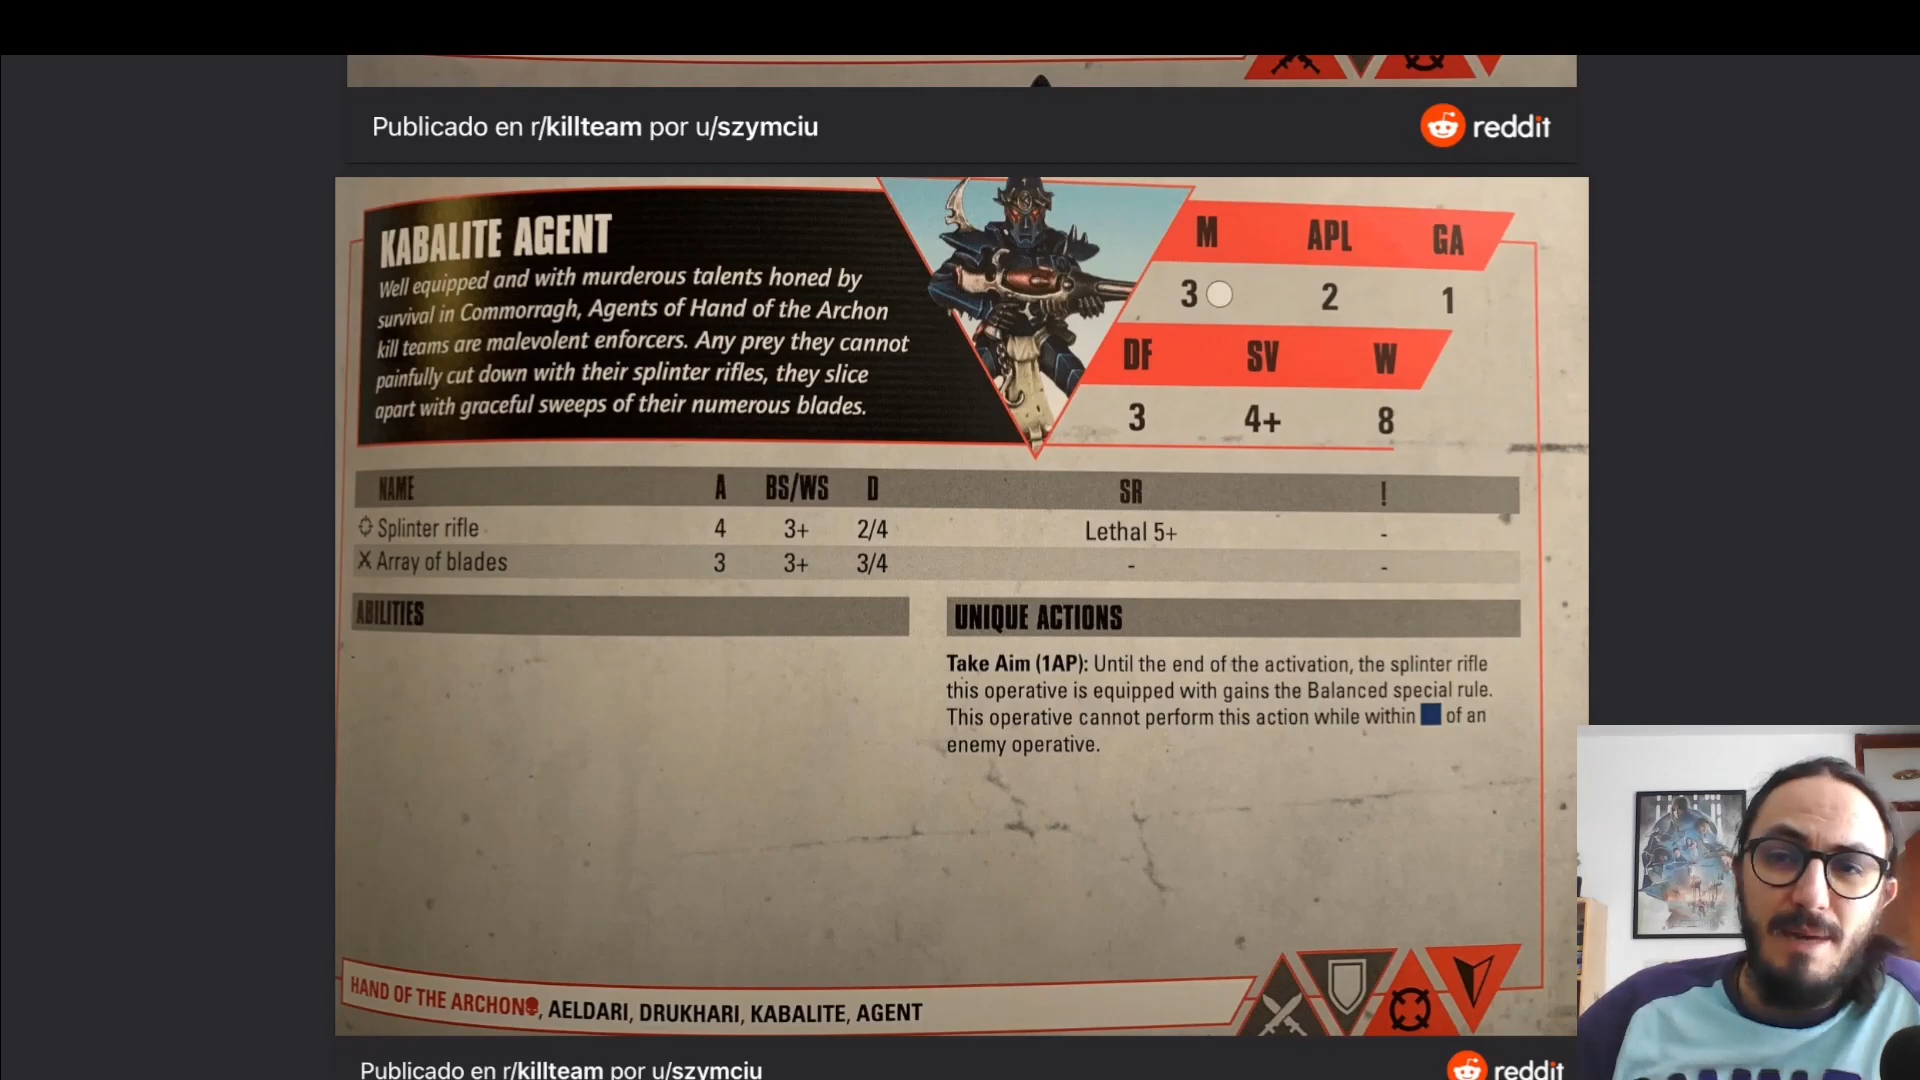 Publicado en r/killteam por u/szymciu
reddit
KABALITE AGENT
Well equipped and with murderous talents honed by
survival in Commorragh, Agents of Hand of the Archon
kill teams are malevolent enforcers. Any prey they cannot
painfully cut down with their splinter rifles, they slice
apart with graceful sweeps of their numerous blades.
M APL GA
3 2 1
DF SV W
3 4+ 8
NAME A BS/WS D SR !
Splinter rifle 4 3+ 2/4 Lethal 5+ -
Array of blades 3 3+ 3/4 - -
ABILITIES
UNIQUE ACTIONS
Take Aim (1AP): Until the end of the activation, the splinter rifle
this operative is equipped with gains the Balanced special rule.
This operative cannot perform this action while within of an
enemy operative.
HAND OF THE ARCHON, AELDARI, DRUKHARI, KABALITE, AGENT
Publicado en r/killteam por u/szymciu
reddit